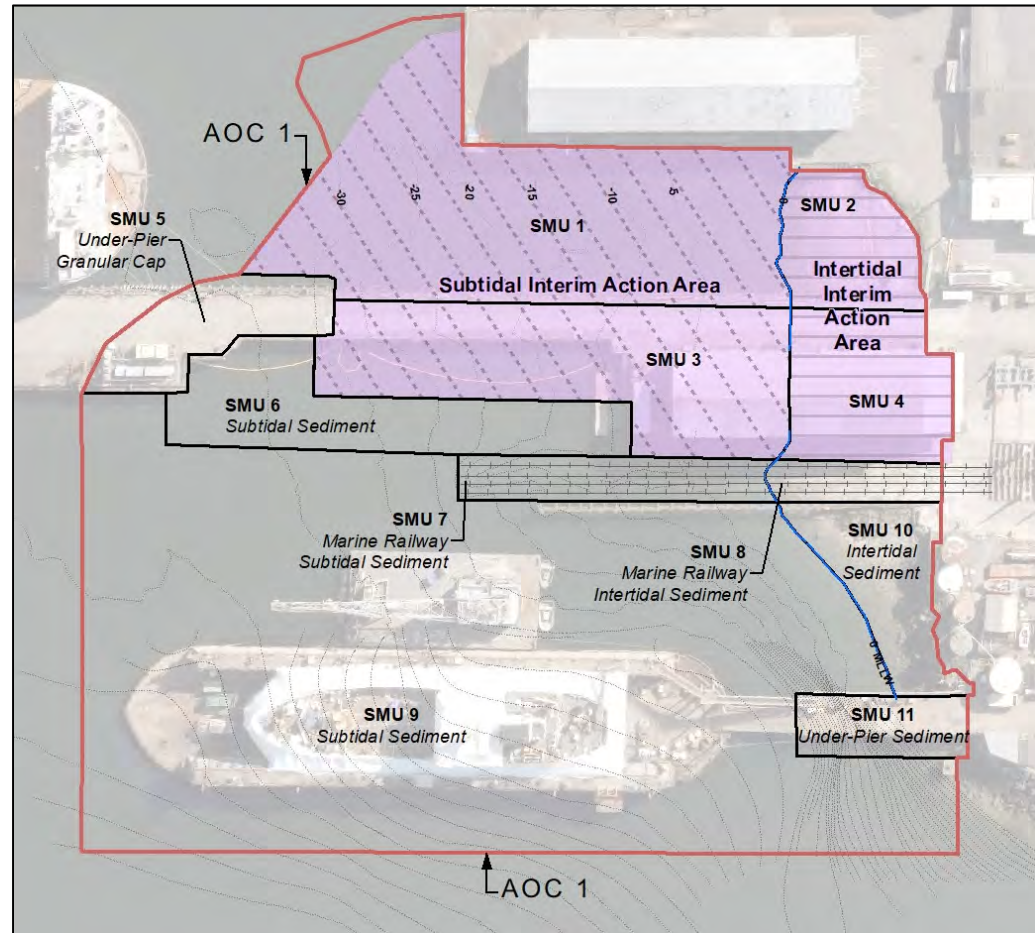 AOC 1
SMU 5
Under-Pier
Granular Cap
-30
-25
-20
-15
-10
-5
0
SMU 1
SMU 2
Subtidal Interim Action Area
Intertidal
Interim
Action
Area
SMU 3
SMU 4
SMU 6
Subtidal Sediment
SMU 7
Marine Railway
Subtidal Sediment
SMU 8
Marine Railway
Intertidal Sediment
SMU 10
Intertidal
Sediment
0 MLLW
SMU 9
Subtidal Sediment
SMU 11
Under-Pier Sediment
AOC 1